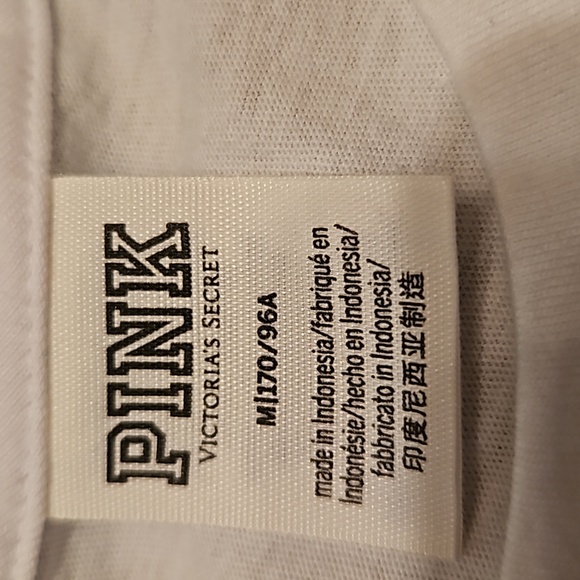 PINK
VICTORIA'S SECRET
M|170/96A
made in Indonesia/fabriqué en
Indonésie/hecho en Indonesia/
fabbricato in Indonesia/
印度尼西亚制造